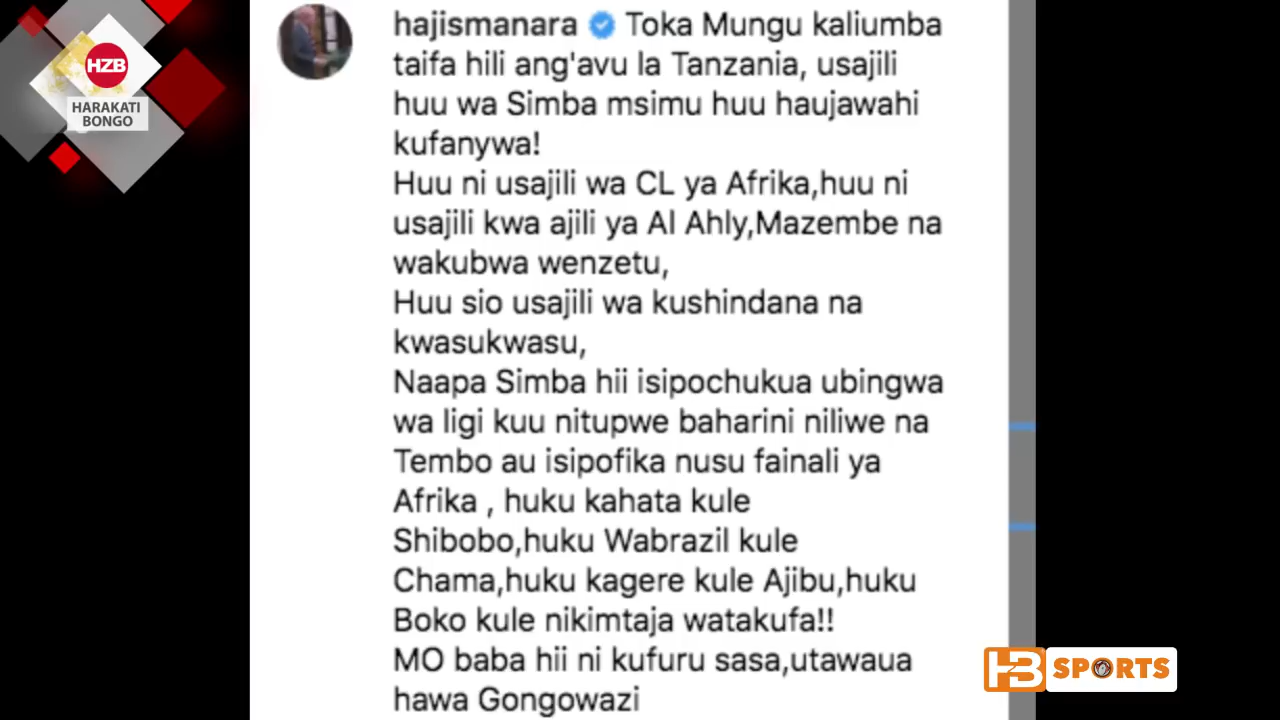 HZB
HARAKATI
BONGO
hajismanara Toka Mungu kaliumba
taifa hili ang'avu la Tanzania, usajili
huu wa Simba msimu huu haujawahi
kufanywa!
Huu ni usajili wa CL ya Afrika,huu ni
usajili kwa ajili ya Al Ahly,Mazembe na
wakubwa wenzetu,
Huu sio usajili wa kushindana na
kwasukwasu,
Naapa Simba hii isipochukua ubingwa
wa ligi kuu nitupwe baharini niliwe na
Tembo au isipofika nusu fainali ya
Afrika , huku kahata kule
Shibobo,huku Wabrazil kule
Chama,huku kagere kule Ajibu,huku
Boko kule nikimtaja watakufa!!
MO baba hii ni kufuru sasa,utawaua
hawa Gongowazi
HB SPORTS